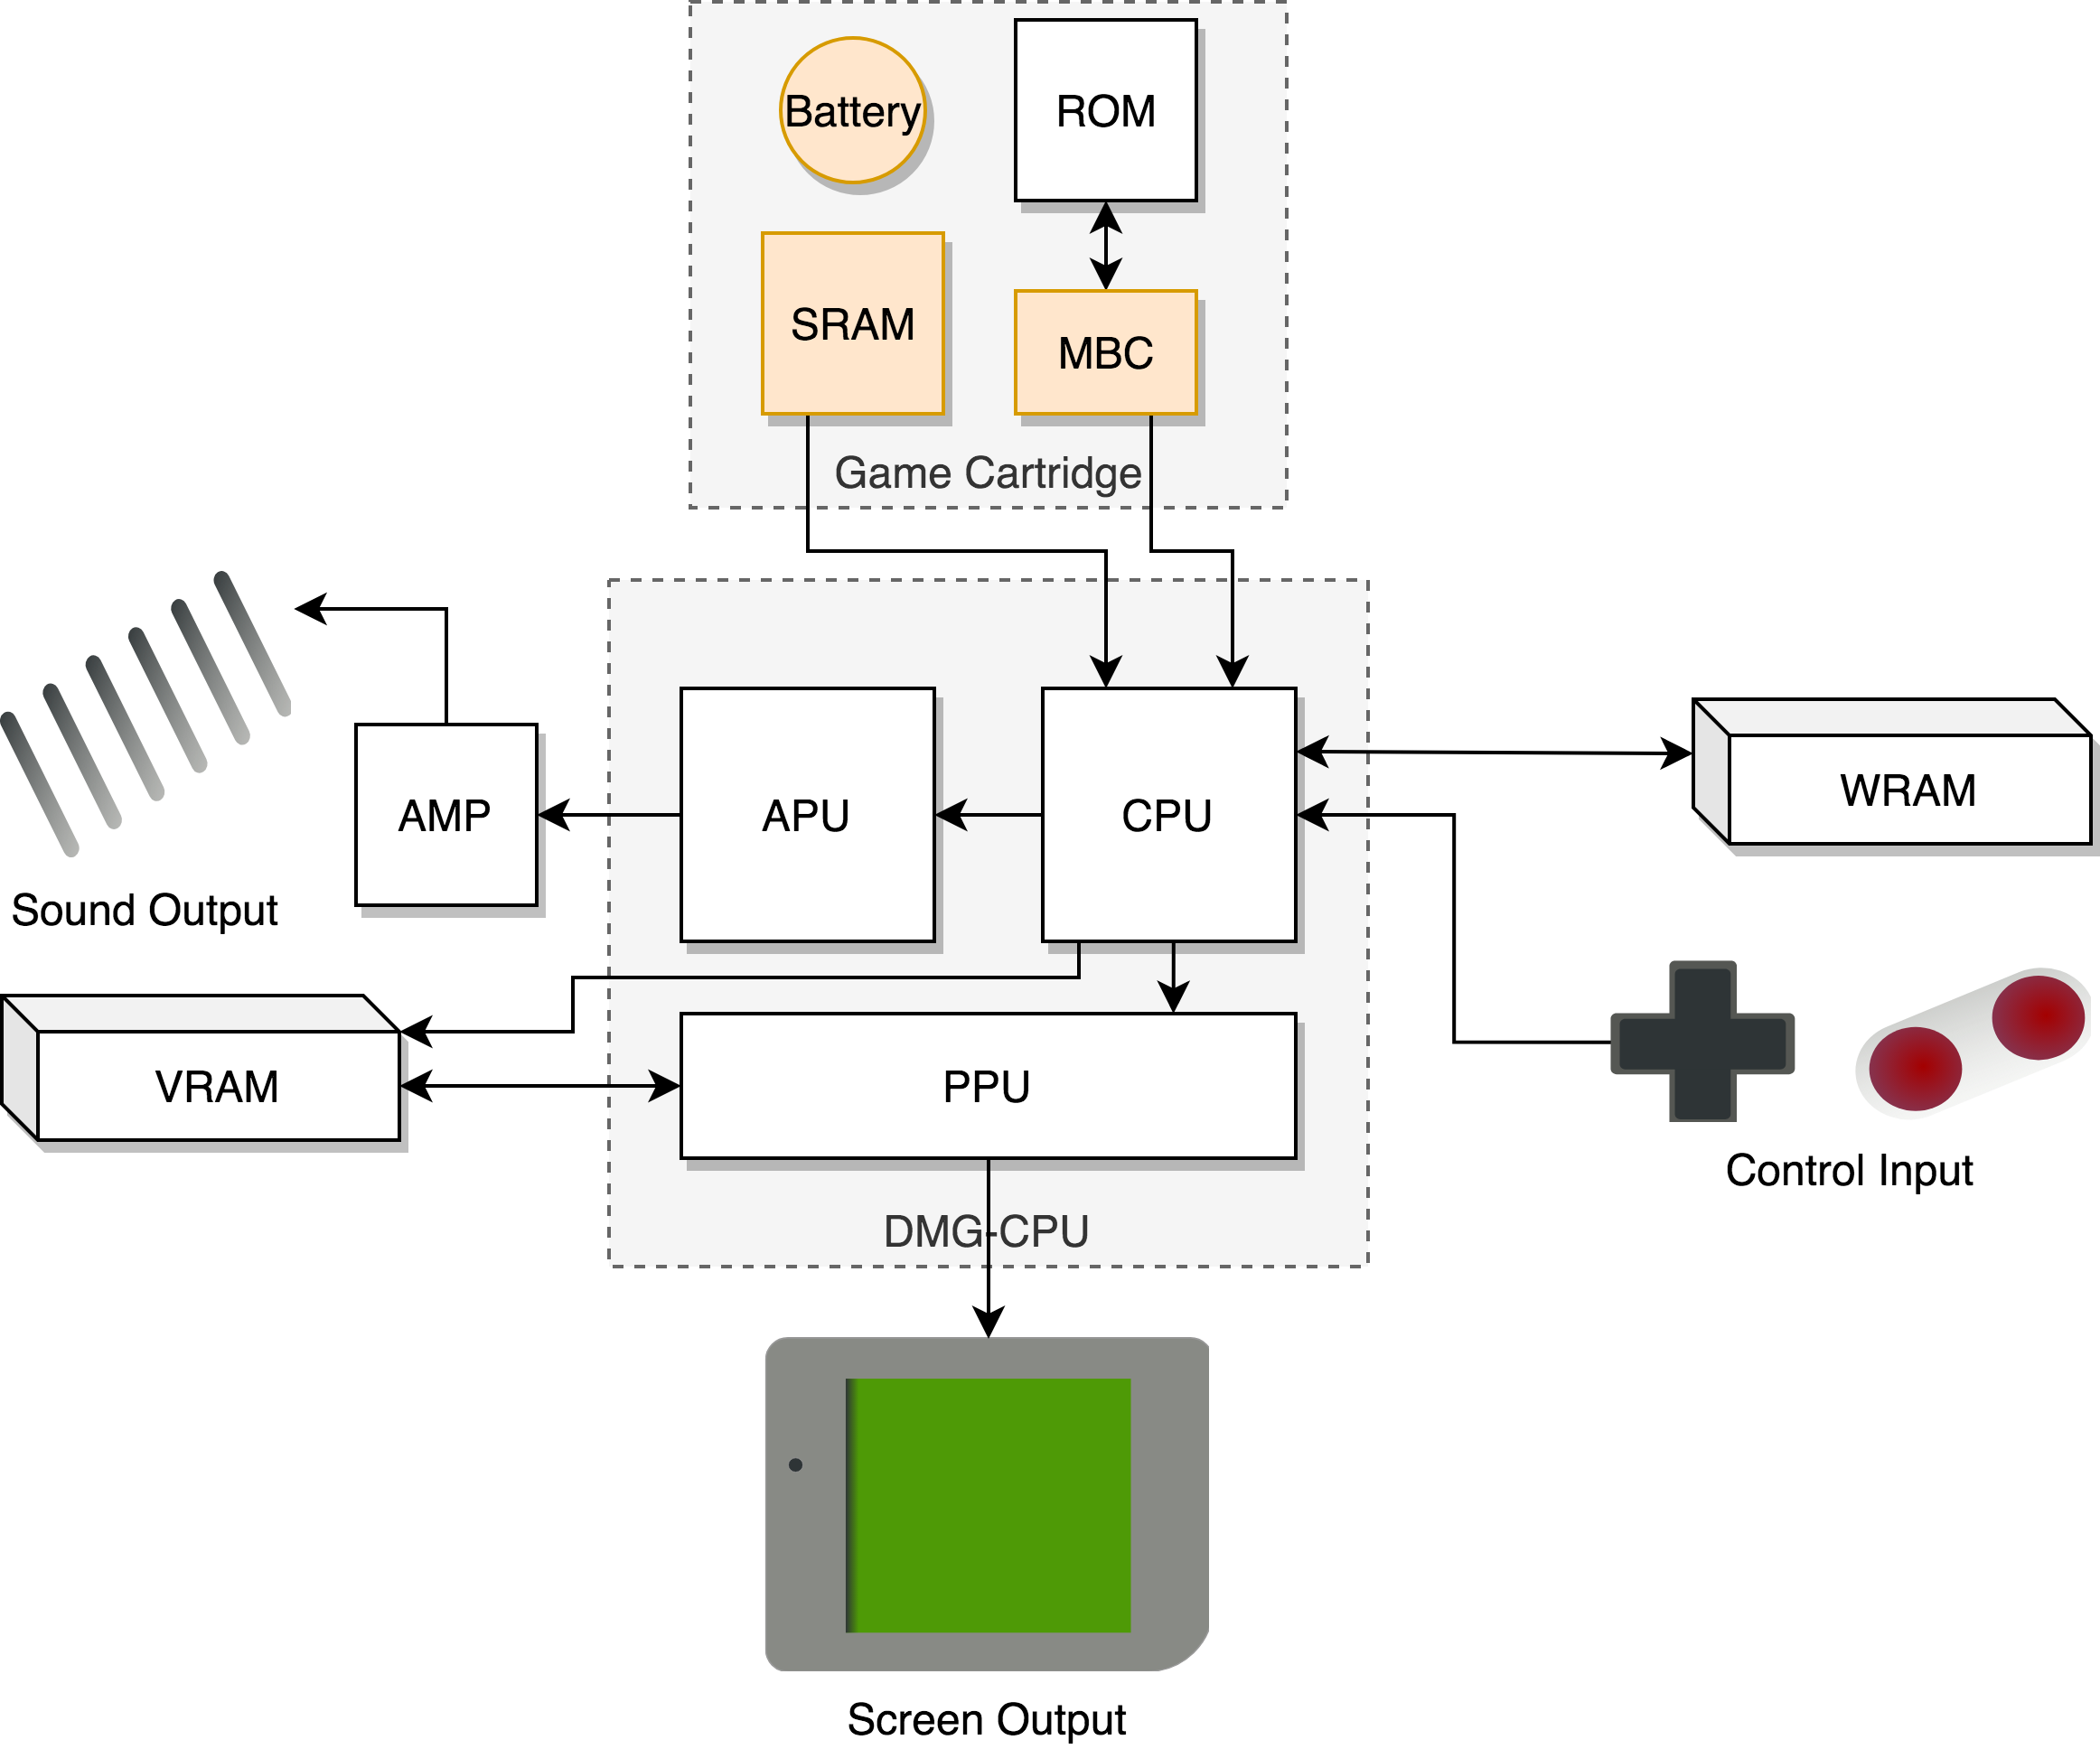 Battery
ROM
SRAM
MBC
Game Cartridge
AMP
APU
CPU
WRAM
Sound Output
VRAM
PPU
Control Input
DMG-CPU
Screen Output